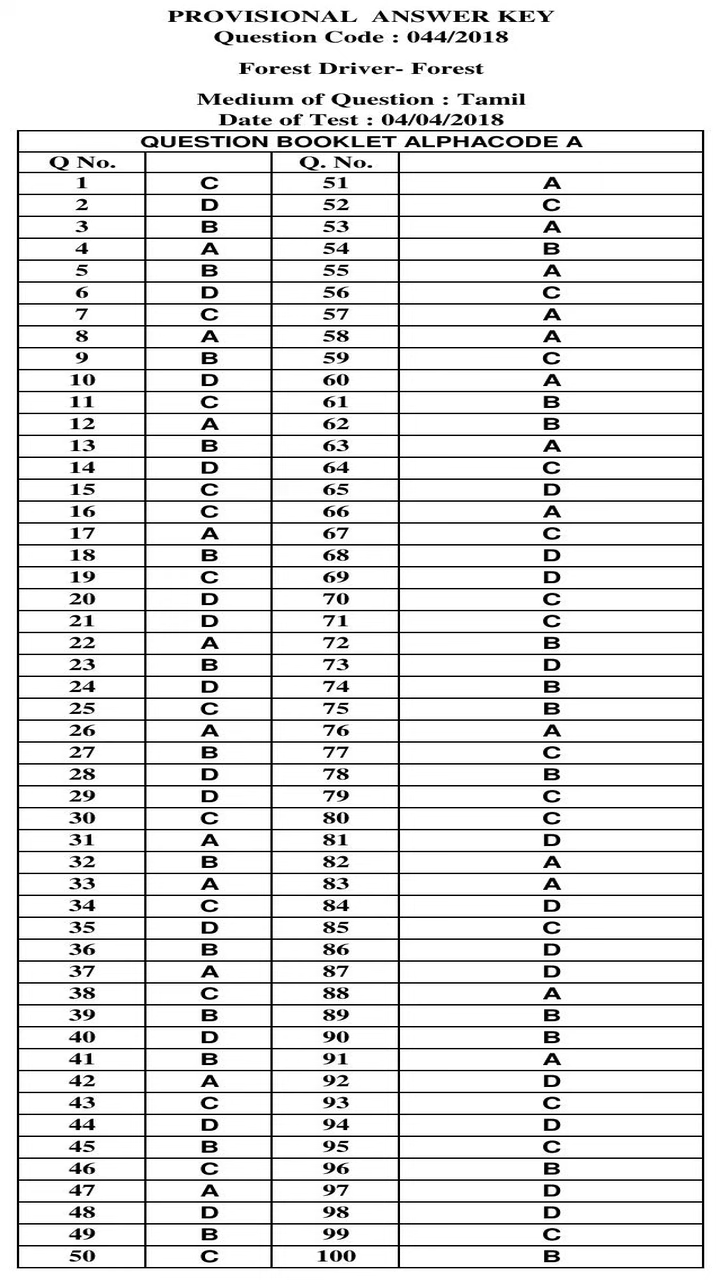 PROVISIONAL ANSWER KEY
Question Code : 044/2018
Forest Driver- Forest
Medium of Question : Tamil
Date of Test : 04/04/2018
QUESTION BOOKLET ALPHACODE A
Q No. Q. No.
1 C 51 A
2 D 52 C
3 B 53 A
4 A 54 B
5 B 55 A
6 D 56 C
7 C 57 A
8 A 58 A
9 B 59 C
10 D 60 A
11 C 61 B
12 A 62 B
13 B 63 A
14 D 64 C
15 C 65 D
16 C 66 A
17 A 67 C
18 B 68 D
19 C 69 D
20 D 70 C
21 D 71 C
22 A 72 B
23 B 73 D
24 D 74 B
25 C 75 B
26 A 76 A
27 B 77 C
28 D 78 B
29 D 79 C
30 C 80 C
31 A 81 D
32 B 82 A
33 A 83 A
34 C 84 D
35 D 85 C
36 B 86 D
37 A 87 D
38 C 88 A
39 B 89 B
40 D 90 B
41 B 91 A
42 A 92 D
43 C 93 C
44 D 94 D
45 B 95 C
46 C 96 B
47 A 97 D
48 D 98 D
49 B 99 C
50 C 100 B